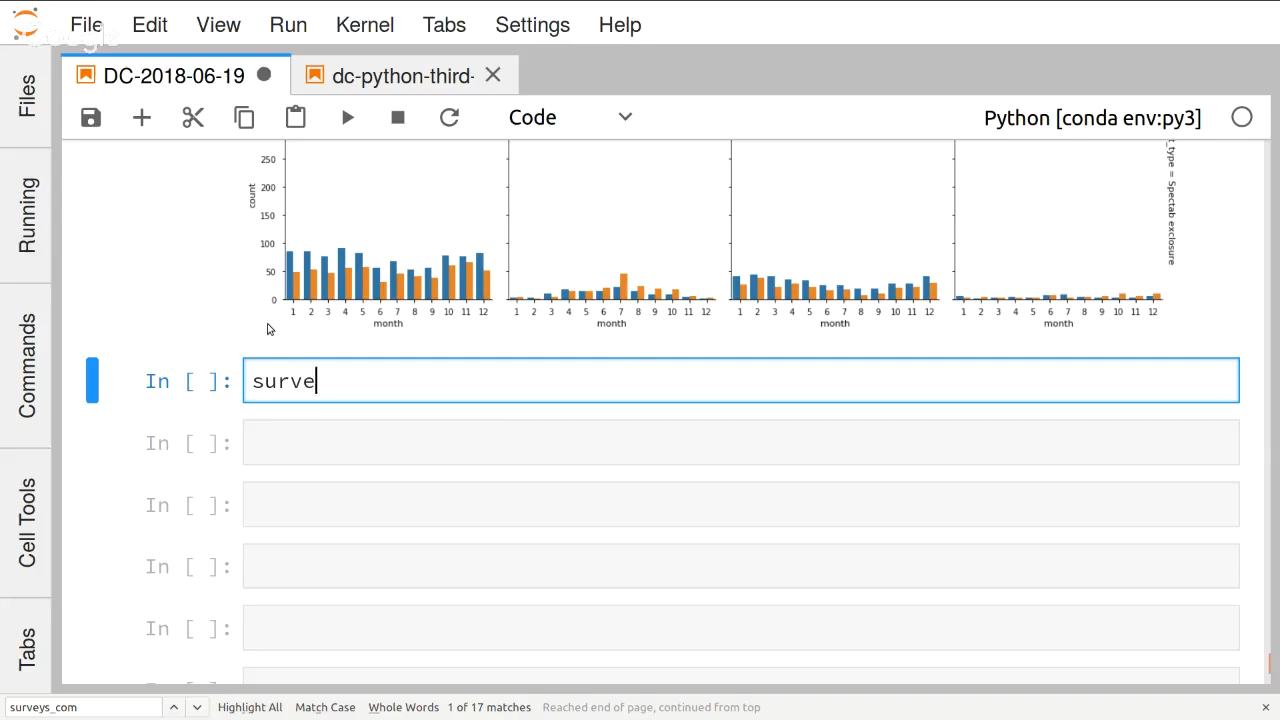 File Edit View Run Kernel Tabs Settings Help
Google
DC-2018-06-19 dc-python-third-
Code Python [conda env:py3]
Files
Running
Commands
Cell Tools
Tabs
250
200
150
100
50
0
count
1 2 3 4 5 6 7 8 9 10 11 12
month
1 2 3 4 5 6 7 8 9 10 11 12
month
1 2 3 4 5 6 7 8 9 10 11 12
month
1 2 3 4 5 6 7 8 9 10 11 12
month
t_type = Spectab exclosure
In [ ]: surve
In [ ]:
In [ ]:
In [ ]:
In [ ]:
surveys_com Highlight All Match Case Whole Words 1 of 17 matches Reached end of page, continued from top